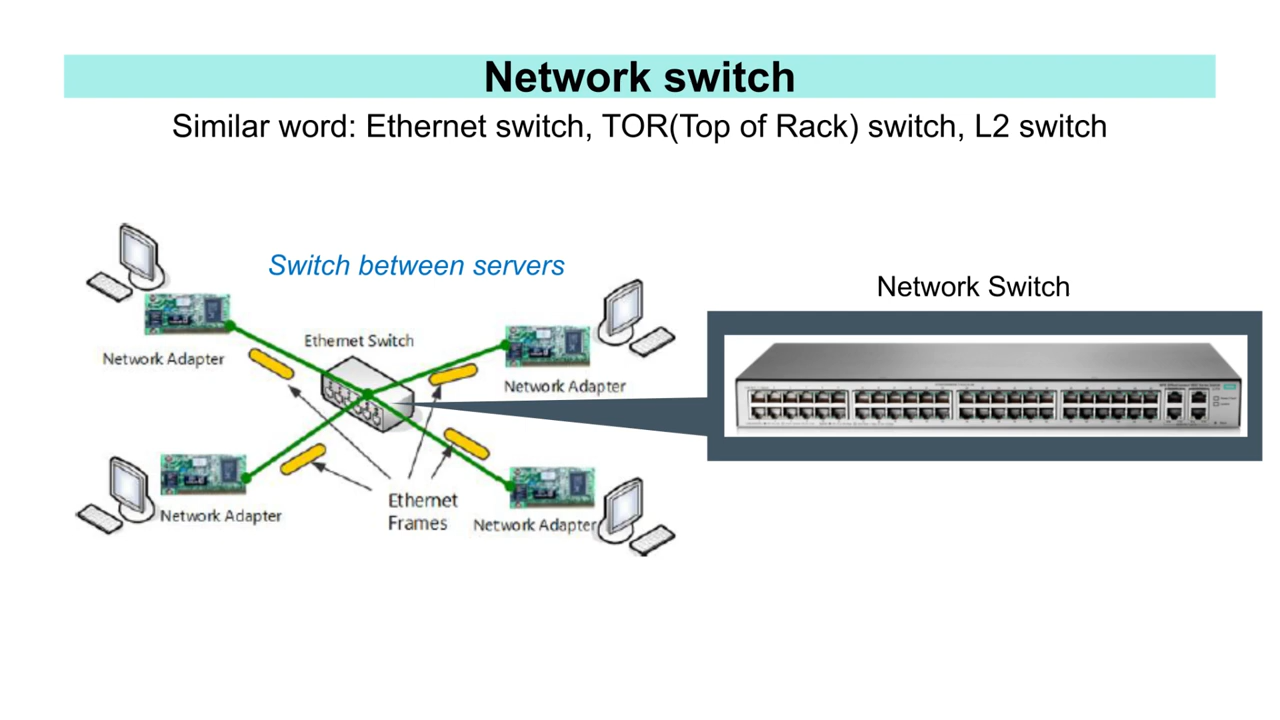 Network switch
Similar word: Ethernet switch, TOR(Top of Rack) switch, L2 switch
Switch between servers
Network Switch
Ethernet Switch
Network Adapter
Network Adapter
Ethernet
Frames
Network Adapter
Network Adapter